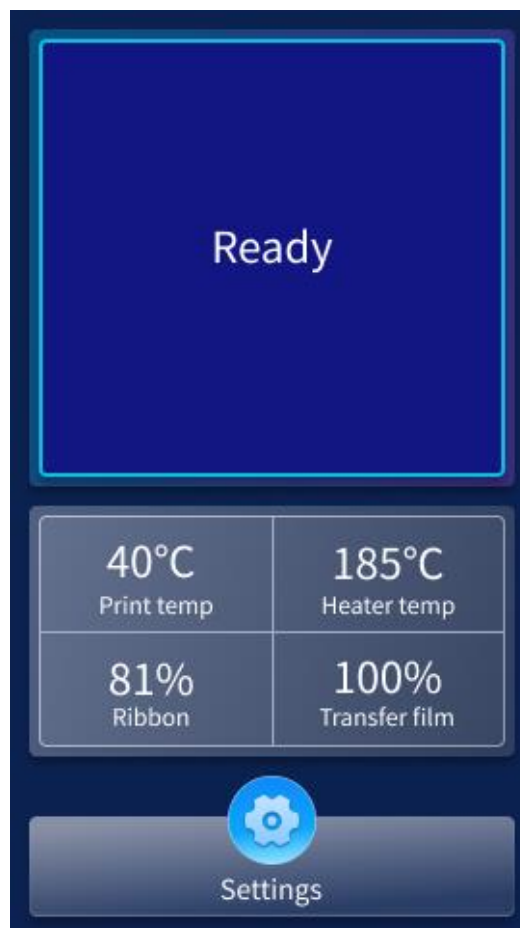 Ready
40°C
Print temp
185°C
Heater temp
81%
Ribbon
100%
Transfer film
Settings